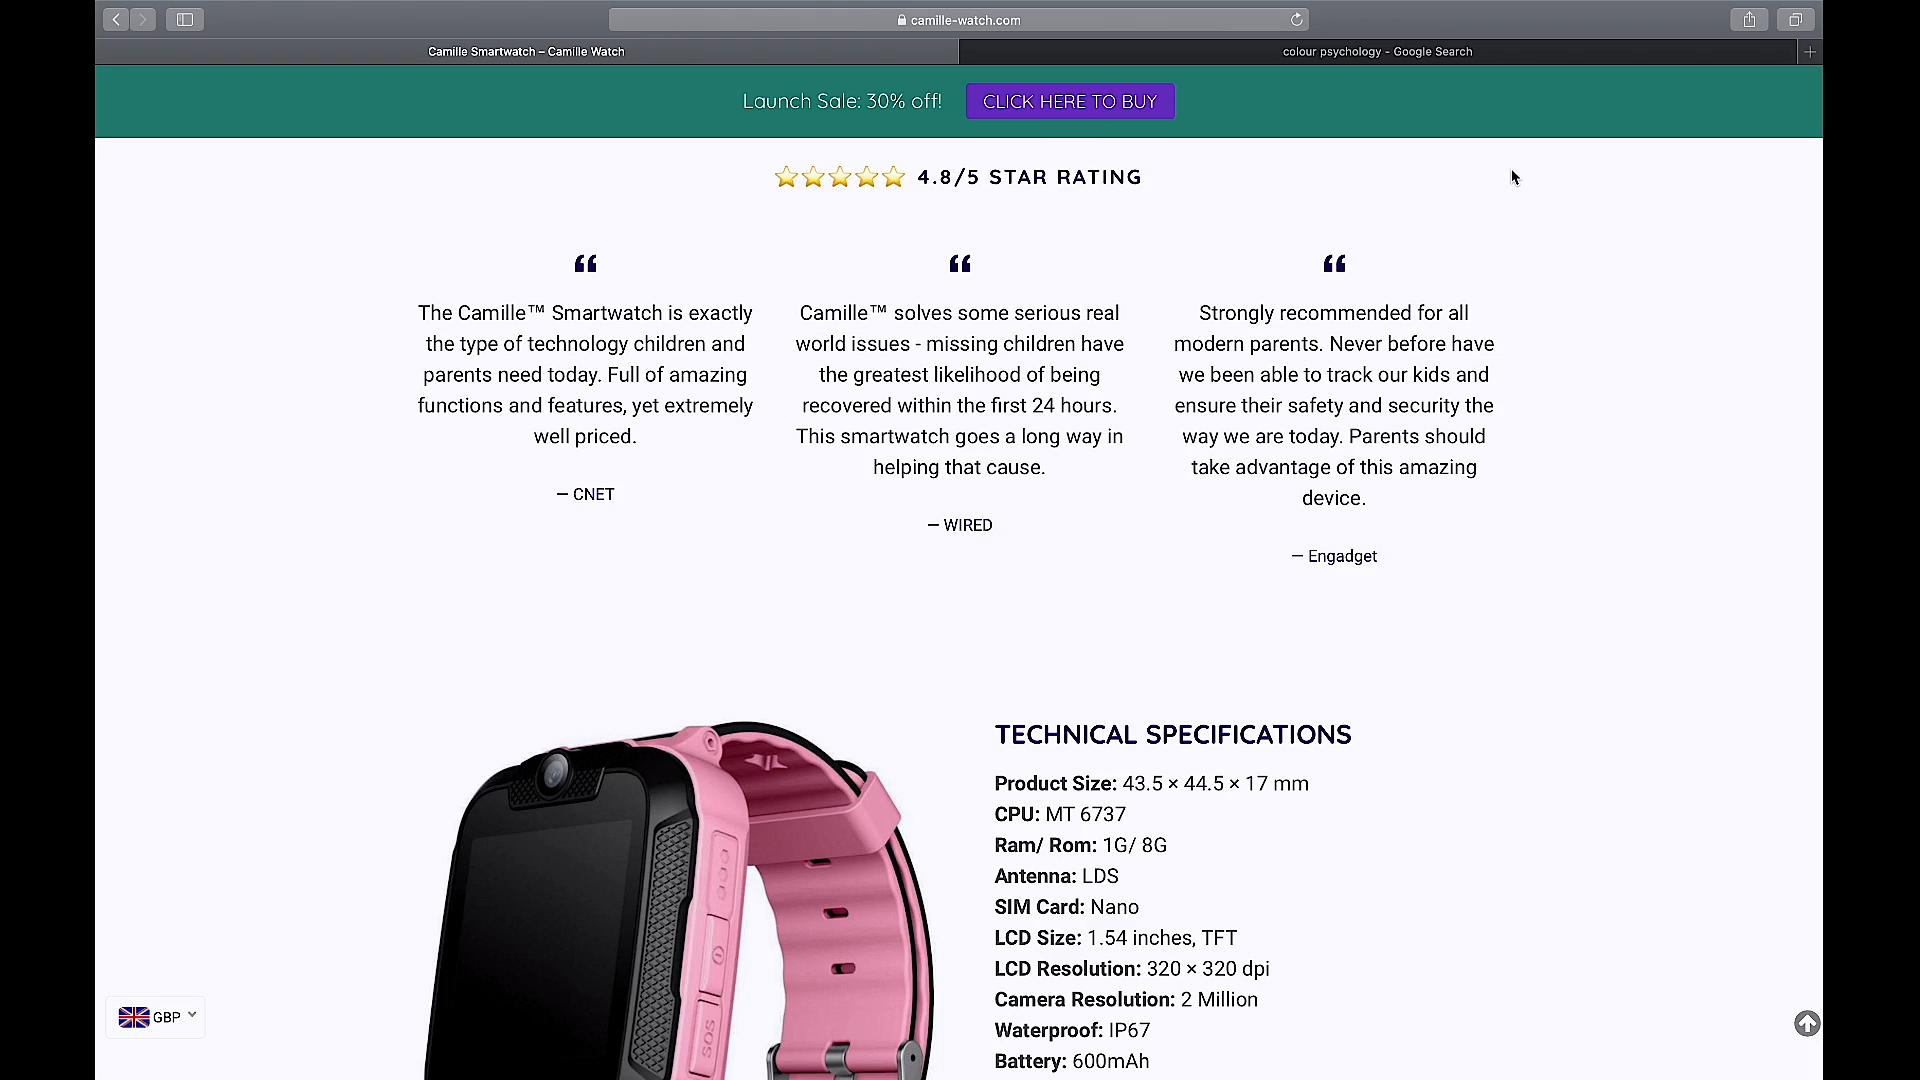 camille-watch.com
Camille Smartwatch – Camille Watch
colour psychology - Google Search
Launch Sale: 30% off!
CLICK HERE TO BUY
4.8/5 STAR RATING
“
The Camille™ Smartwatch is exactly
the type of technology children and
parents need today. Full of amazing
functions and features, yet extremely
well priced.
— CNET
“
Camille™ solves some serious real
world issues - missing children have
the greatest likelihood of being
recovered within the first 24 hours.
This smartwatch goes a long way in
helping that cause.
— WIRED
“
Strongly recommended for all
modern parents. Never before have
we been able to track our kids and
ensure their safety and security the
way we are today. Parents should
take advantage of this amazing
device.
— Engadget
TECHNICAL SPECIFICATIONS
Product Size: 43.5 × 44.5 × 17 mm
CPU: MT 6737
Ram/ Rom: 1G/ 8G
Antenna: LDS
SIM Card: Nano
LCD Size: 1.54 inches, TFT
LCD Resolution: 320 × 320 dpi
Camera Resolution: 2 Million
Waterproof: IP67
Battery: 600mAh
SOS
GBP